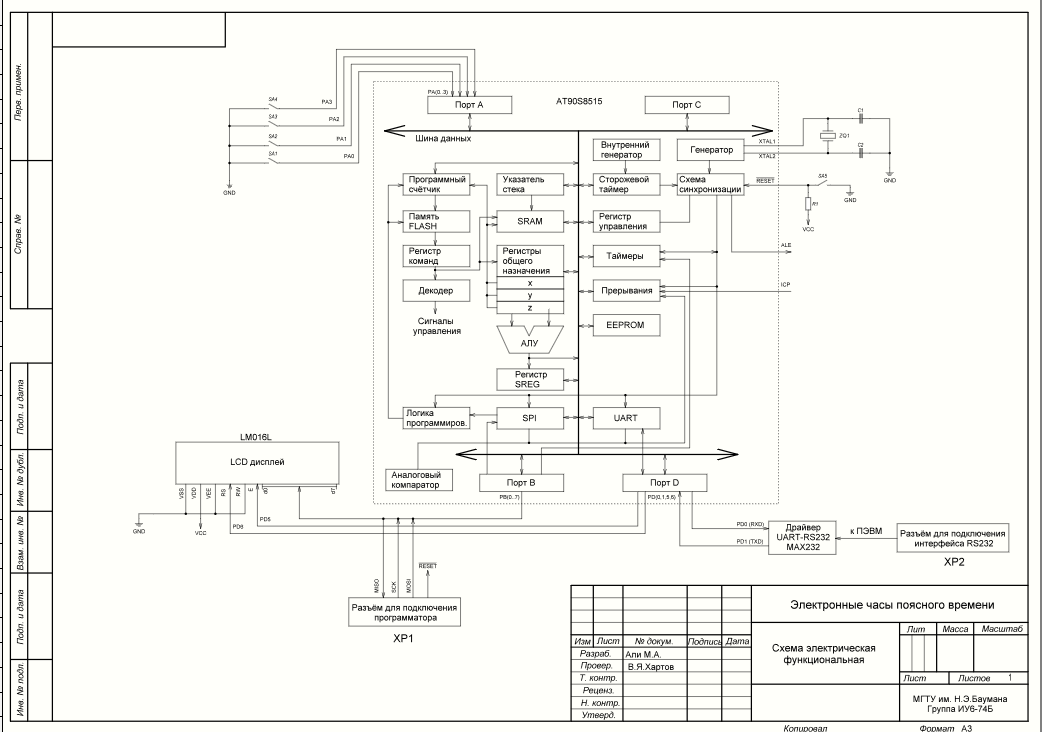 Перв. примен.
Справ. №
Подп. и дата
Инв. № дубл.
Взам. инв. №
Подп. и дата
Инв. № подл.
SA4
PA3
SA3
PA2
SA2
PA1
SA1
PA0
GND
PA(0..3)
Порт A
AT90S8515
Порт C
Шина данных
Внутренний
генератор
Генератор
XTAL1
XTAL2
C1
ZQ1
C2
GND
Программный
счётчик
Указатель
стека
Сторожевой
таймер
Схема
синхронизации
RESET
SA5
GND
R1
VCC
Память
FLASH
SRAM
Регистр
управления
Регистр
команд
Регистры
общего
назначения
x
y
z
Таймеры
ALE
Декодер
Прерывания
ICP
Сигналы
управления
АЛУ
EEPROM
Регистр
SREG
Логика
программиров.
SPI
UART
LM016L
LCD дисплей
VSS
VDD
VEE
RS
RW
E
d0
d7
Аналоговый
компаратор
Порт B
Порт D
PB(0..7)
PD(0,1,5,6)
GND
VCC
PD6
PD5
PD0 (RXD)
PD1 (TXD)
Драйвер
UART-RS232
MAX232
к ПЭВМ
Разъём для подключения
интерфейса RS232
XP2
MISO
SCK
MOSI
RESET
Разъём для подключения
программатора
XP1
Электронные часы поясного времени
Изм Лист № докум. Подпись Дата
Разраб. Али М.А.
Провер. В.Я.Хартов
Т. контр.
Реценз.
Н. контр.
Утверд.
Схема электрическая
функциональная
Лит Масса Масштаб
Лист Листов 1
МГТУ им. Н.Э.Баумана
Группа ИУ6-74Б
Копировал Формат A3